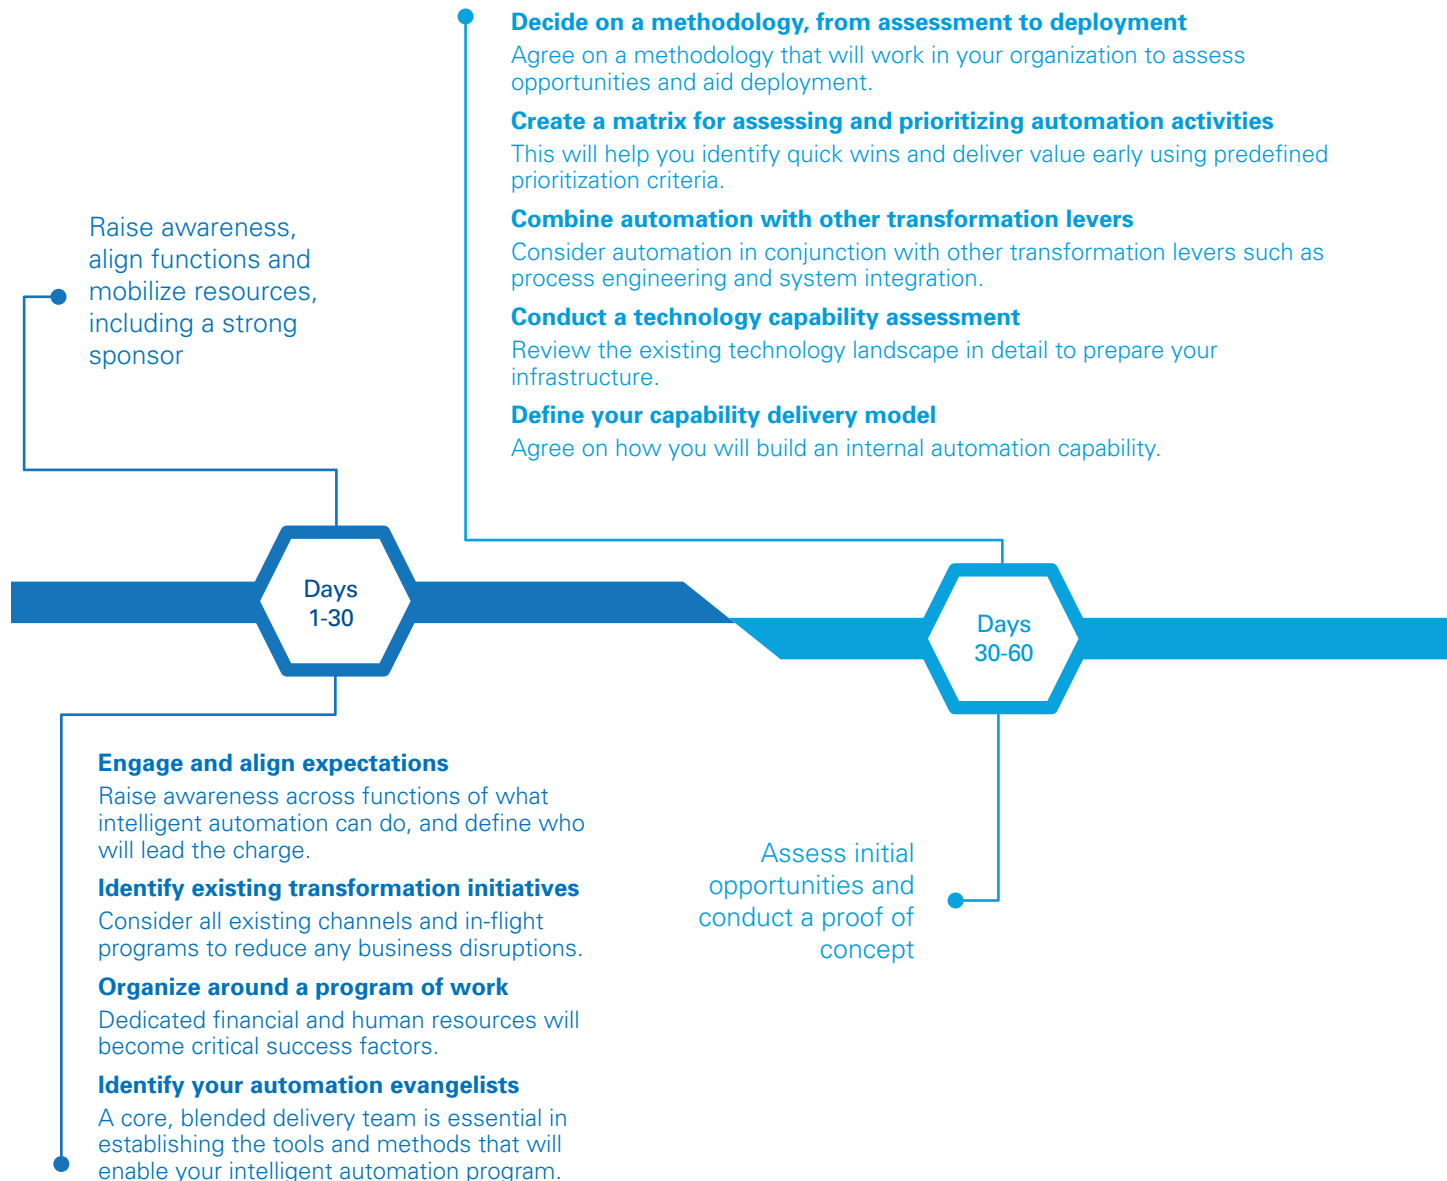 Raise awareness,
align functions and
mobilize resources,
including a strong
sponsor
Days
1-30
Engage and align expectations
Raise awareness across functions of what
intelligent automation can do, and define who
will lead the charge.
Identify existing transformation initiatives
Consider all existing channels and in-flight
programs to reduce any business disruptions.
Organize around a program of work
Dedicated financial and human resources will
become critical success factors.
Identify your automation evangelists
A core, blended delivery team is essential in
establishing the tools and methods that will
enable your intelligent automation program.
Decide on a methodology, from assessment to deployment
Agree on a methodology that will work in your organization to assess
opportunities and aid deployment.
Create a matrix for assessing and prioritizing automation activities
This will help you identify quick wins and deliver value early using predefined
prioritization criteria.
Combine automation with other transformation levers
Consider automation in conjunction with other transformation levers such as
process engineering and system integration.
Conduct a technology capability assessment
Review the existing technology landscape in detail to prepare your
infrastructure.
Define your capability delivery model
Agree on how you will build an internal automation capability.
Days
30-60
Assess initial
opportunities and
conduct a proof of
concept